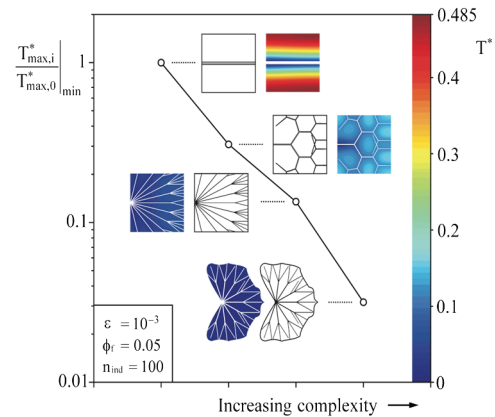 T*max,i
T*max,0 |min
1
0.1
0.01
ε = 10⁻³
ϕf = 0.05
nind = 100
Increasing complexity
0.485
T*
0.4
0.3
0.2
0.1
0